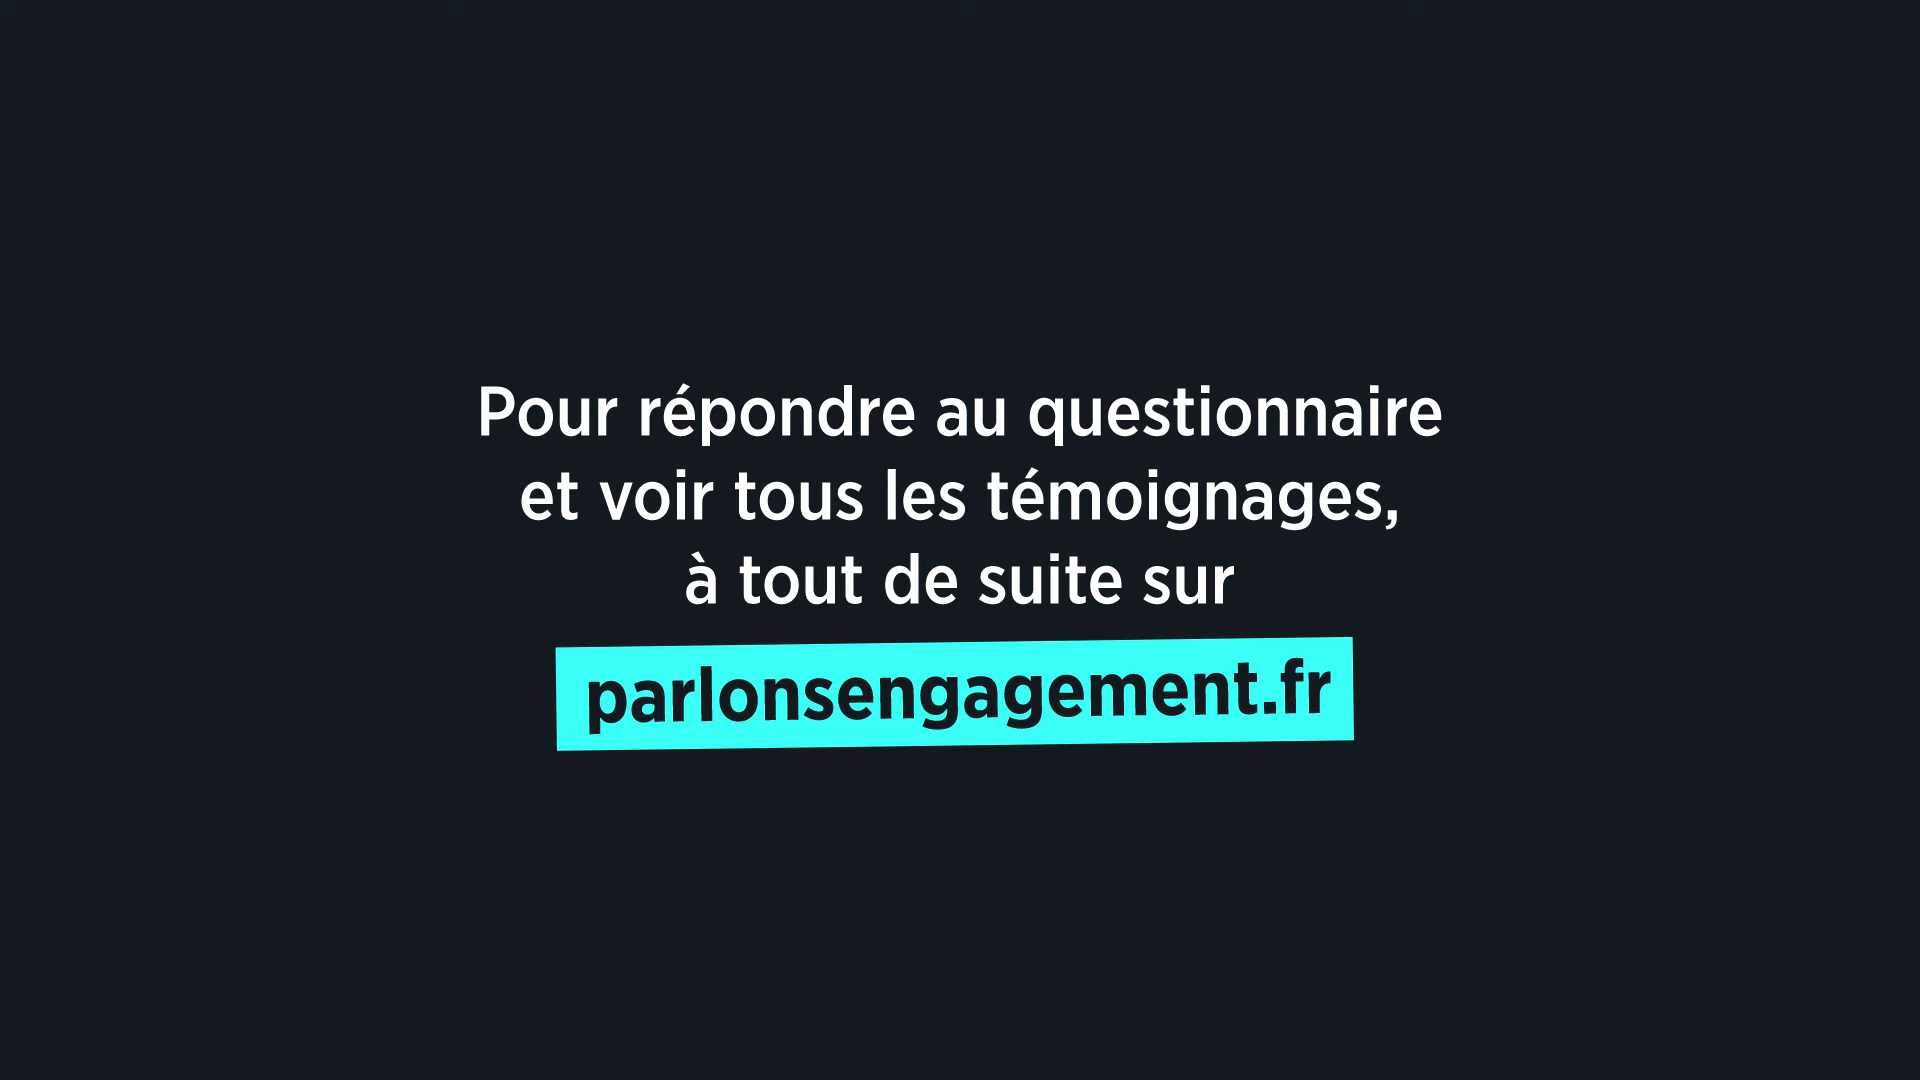 Pour répondre au questionnaire
et voir tous les témoignages,
à tout de suite sur
parlonsengagement.fr